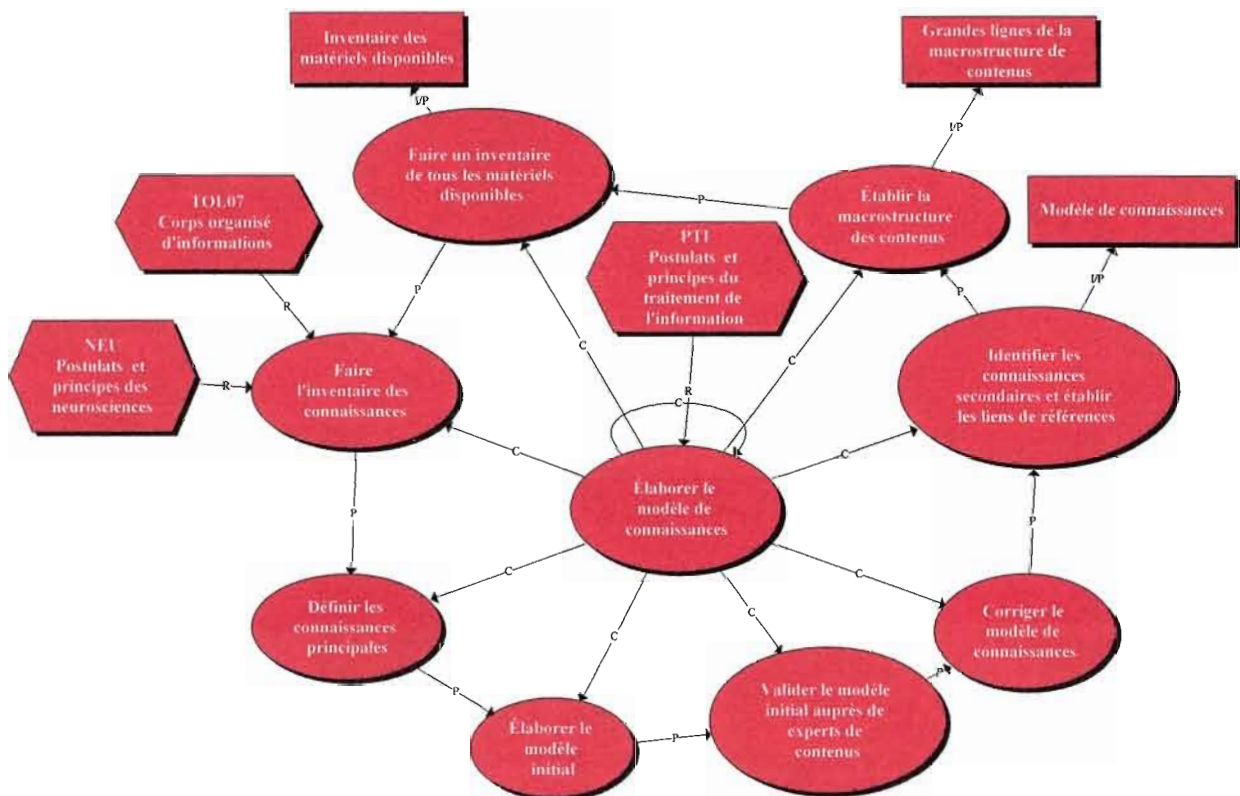 Inventaire des
matériels disponibles
Grandes lignes de la
macrostructure de
contenus
I/P
I/P
Faire un inventaire
de tous les matériels
disponibles
TOL07
Corps organisé
d'informations
P
Établir la
macrostructure
des contenus
Modèle de connaissances
PTI
Postulats et
principes du
traitement de
l'information
I/P
P
P
R
NEU
Postulats et
principes des
neurosciences
R
Faire
l'inventaire des
connaissances
C
C
R
C
Identifier les
connaissances
secondaires et établir
les liens de références
C
C
Élaborer le
modèle de
connaissances
P
P
C
C
C
C
Définir les
connaissances
principales
Corriger le
modèle de
connaissances
P
P
Valider le modèle
initial auprès de
experts de
contenus
Élaborer le
modèle
initial
P